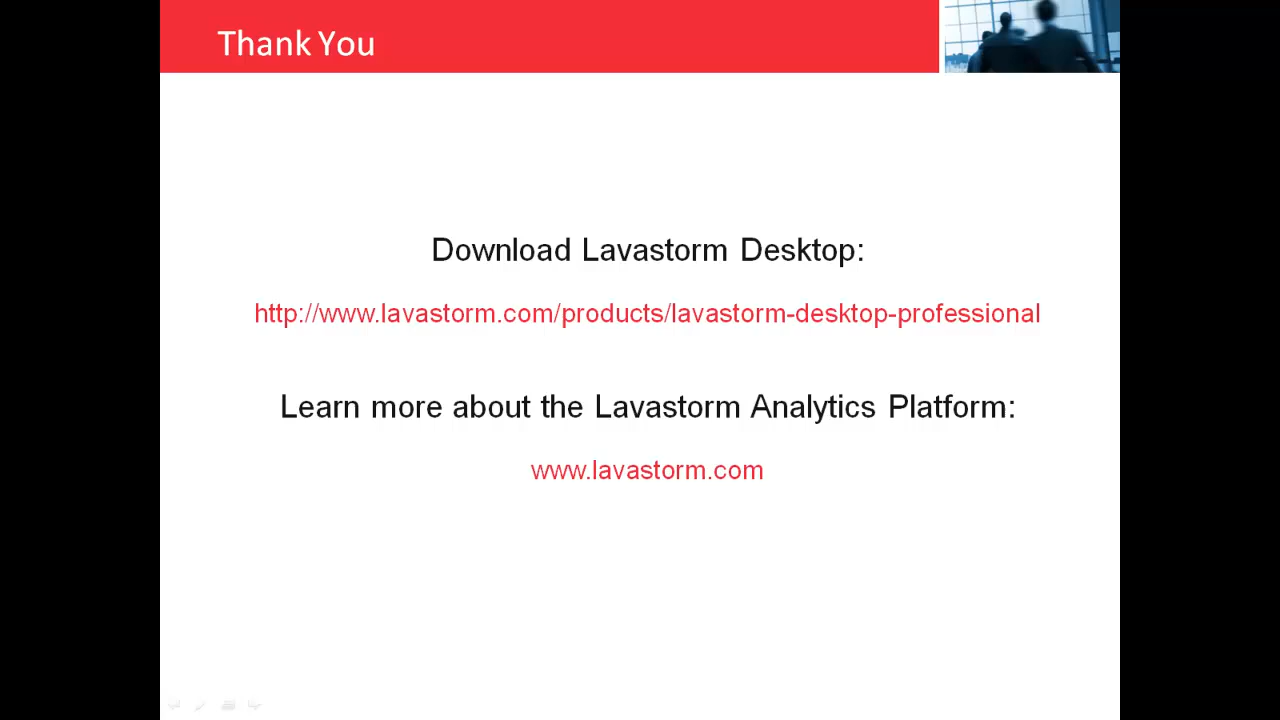 Thank You
Download Lavastorm Desktop:
http://www.lavastorm.com/products/lavastorm-desktop-professional
Learn more about the Lavastorm Analytics Platform:
www.lavastorm.com